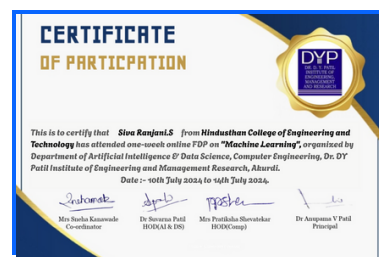 CERTIFICATE
OF PARTICPATION
DYP
DR. D. Y. PATIL
INSTITUTE OF
ENGINEERING,
MANAGEMENT
AND RESEARCH
This is to certify that Siva Ranjani.S from Hindusthan College of Engineering and
Technology has attended one-week online FDP on "Machine Learning", organized by
Department of Artificial Intelligence & Data Science, Computer Engineering, Dr. DY
Patil Institute of Engineering and Management Research, Akurdi.
Date :- 10th July 2024 to 14th July 2024.
Mrs Sneha Kanawade
Co-ordinator
Dr Suvarna Patil
HOD(AI & DS)
Mrs Pratiksha Shevatekar
HOD(Comp)
Dr Anupama V Patil
Principal